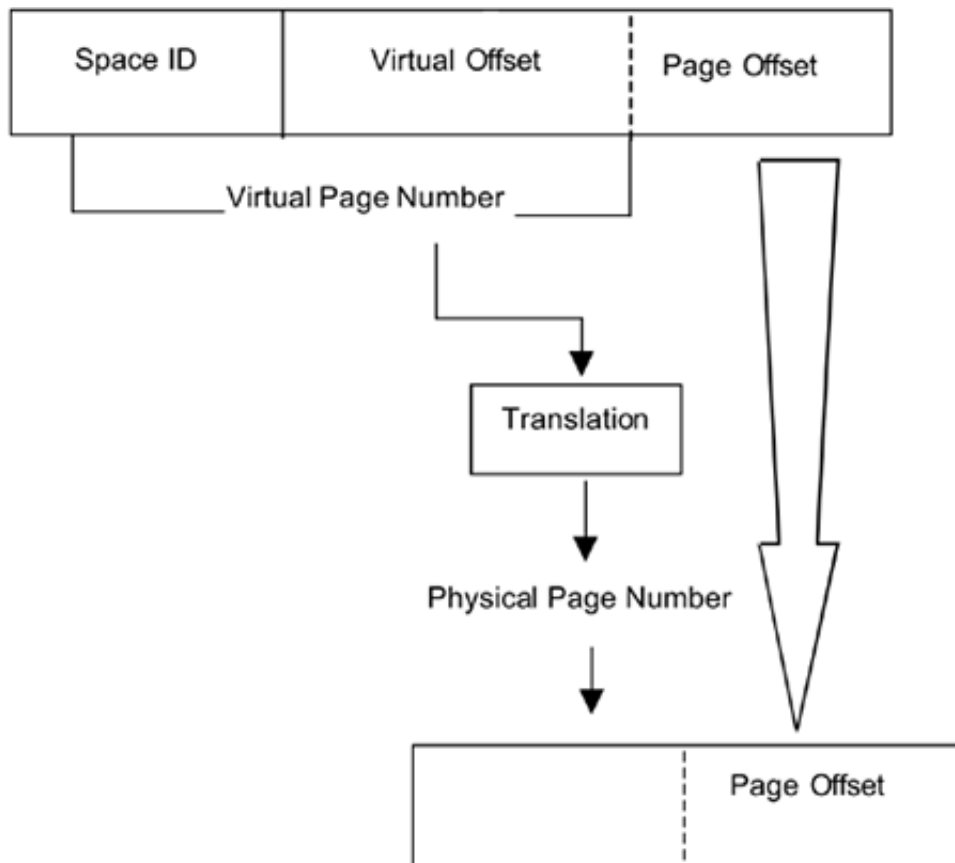 Space ID
Virtual Offset
Page Offset
Virtual Page Number
Translation
Physical Page Number
Page Offset